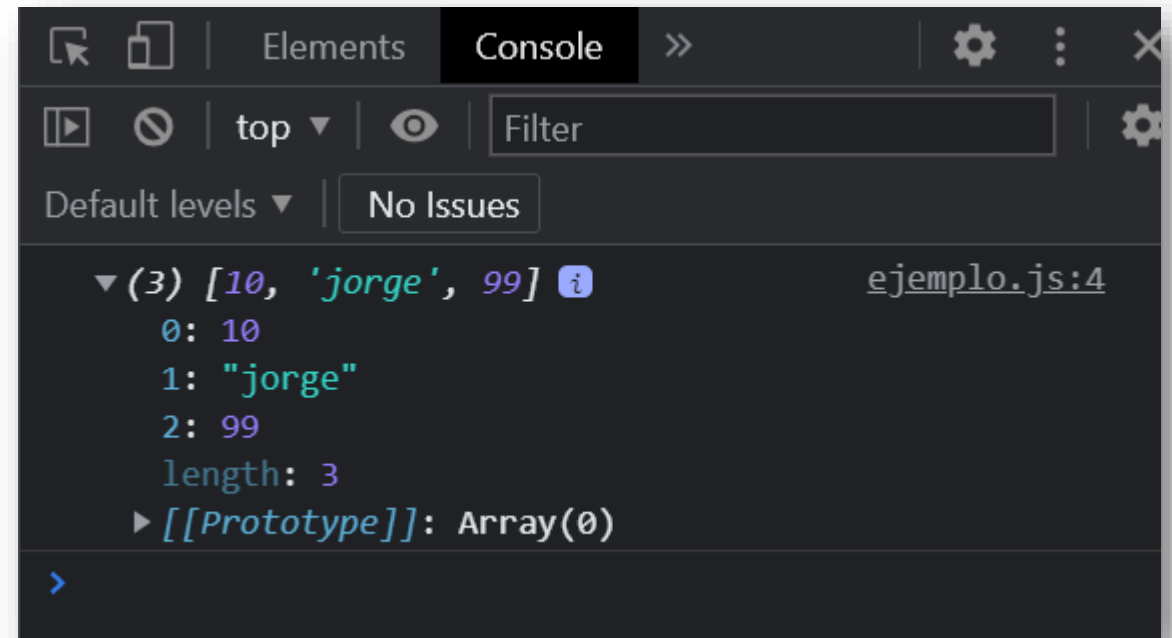 Elements Console »
top ▼ Filter
Default levels ▼ No Issues
▼ (3) [10, 'jorge', 99] i ejemplo.js:4
0: 10
1: "jorge"
2: 99
length: 3
▶ [[Prototype]]: Array(0)
>